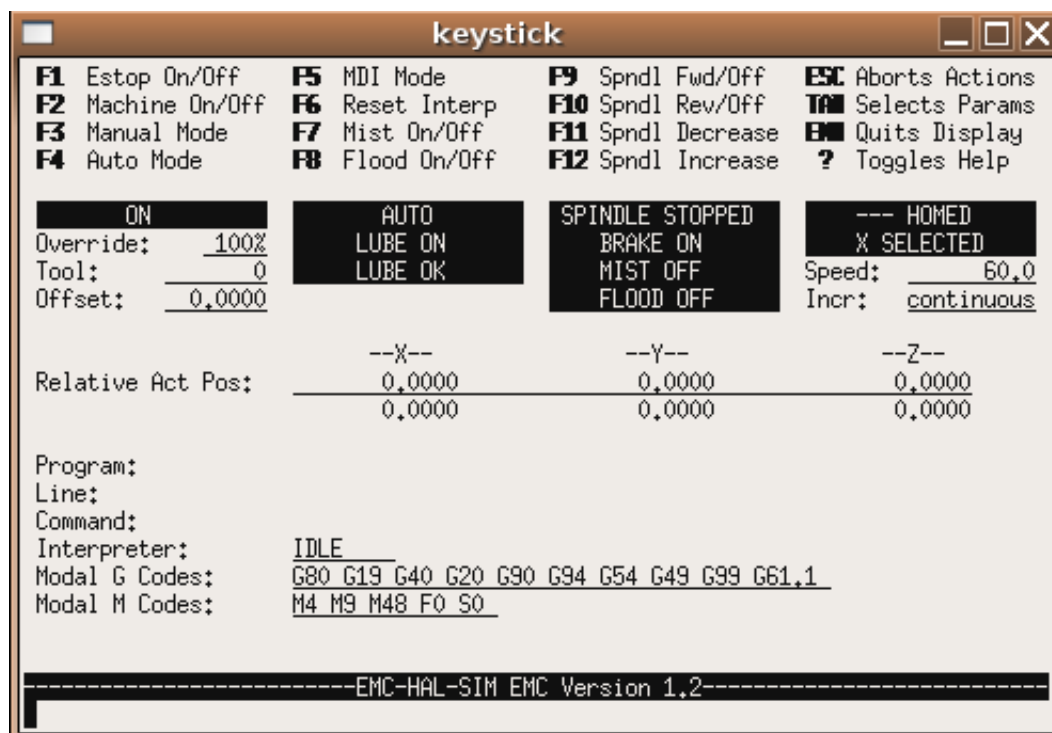 keystick
F1 Estop On/Off F5 MDI Mode F9 Spndl Fwd/Off ESC Aborts Actions
F2 Machine On/Off F6 Reset Interp F10 Spndl Rev/Off TAB Selects Params
F3 Manual Mode F7 Mist On/Off F11 Spndl Decrease END Quits Display
F4 Auto Mode F8 Flood On/Off F12 Spndl Increase ? Toggles Help
ON AUTO SPINDLE STOPPED --- HOMED
Override: 100% LUBE ON BRAKE ON X SELECTED
Tool: 0 LUBE OK MIST OFF Speed: 60.0
Offset: 0.0000 FLOOD OFF Incr: continuous
--X-- --Y-- --Z--
Relative Act Pos: 0.0000 0.0000 0.0000
0.0000 0.0000 0.0000
Program:
Line:
Command:
Interpreter: IDLE
Modal G Codes: G80 G19 G40 G20 G90 G94 G54 G49 G99 G61.1
Modal M Codes: M4 M9 M48 F0 S0
--------------------------EMC-HAL-SIM EMC Version 1.2---------------------------